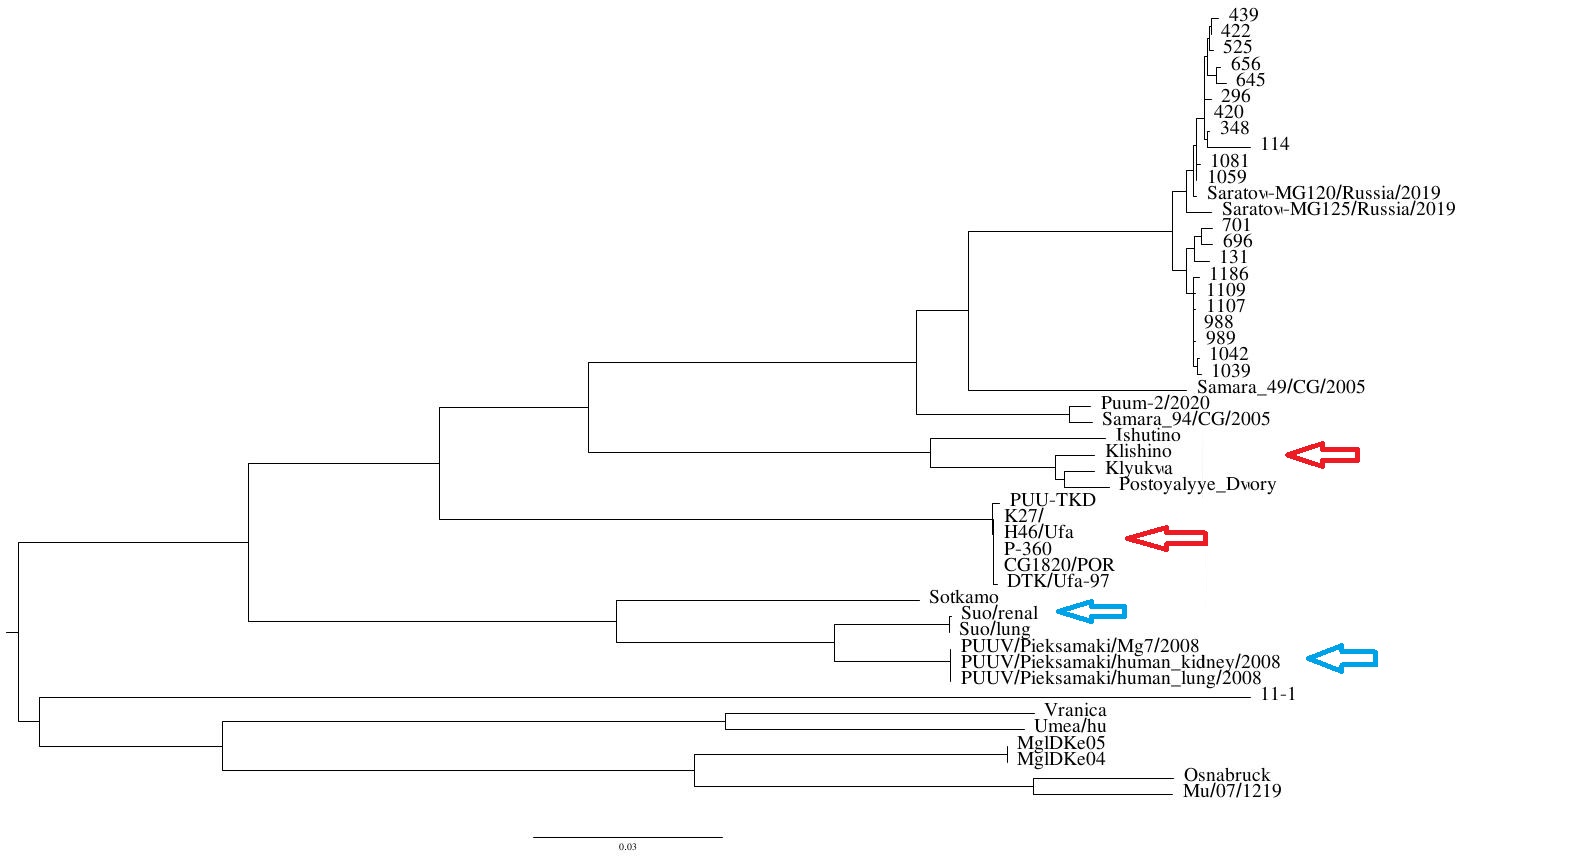 439
422
525
656
645
296
420
348
114
1081
1059
Saratov-MG120/Russia/2019
Saratov-MG125/Russia/2019
701
696
131
1186
1109
1107
988
989
1042
1039
Samara_49/CG/2005
Puum-2/2020
Samara_94/CG/2005
Ishutino
Klishino
Klyukva
Postoyalyye_Dvory
PUU-TKD
K27/
H46/Ufa
P-360
CG1820/POR
DTK/Ufa-97
Sotkamo
Suo/renal
Suo/lung
PUUV/Pieksamaki/Mg7/2008
PUUV/Pieksamaki/human_kidney/2008
PUUV/Pieksamaki/human_lung/2008
11-1
Vranica
Umea/hu
MglDKe05
MglDKe04
Osnabruck
Mu/07/1219
0.03